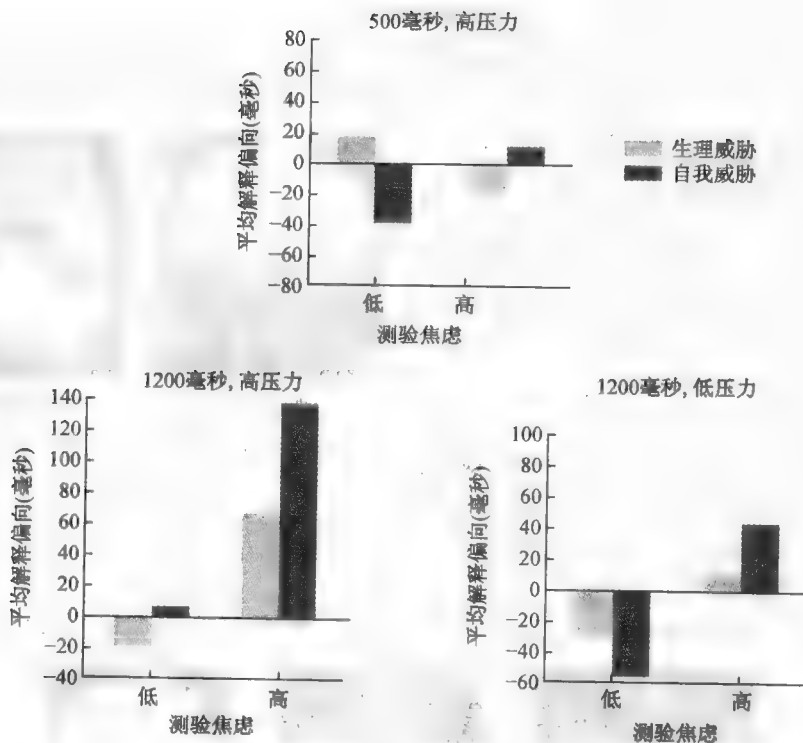 500毫秒, 高压力
80
60
40
20
0
−20
−40
−60
−80
平均解释偏向(毫秒)
低
高
测验焦虑
生理威胁
自我威胁
1200毫秒, 高压力
140
120
100
80
60
40
20
0
−20
−40
平均解释偏向(毫秒)
低
高
测验焦虑
1200毫秒, 低压力
100
80
60
40
20
0
−20
−40
−60
平均解释偏向(毫秒)
低
高
测验焦虑